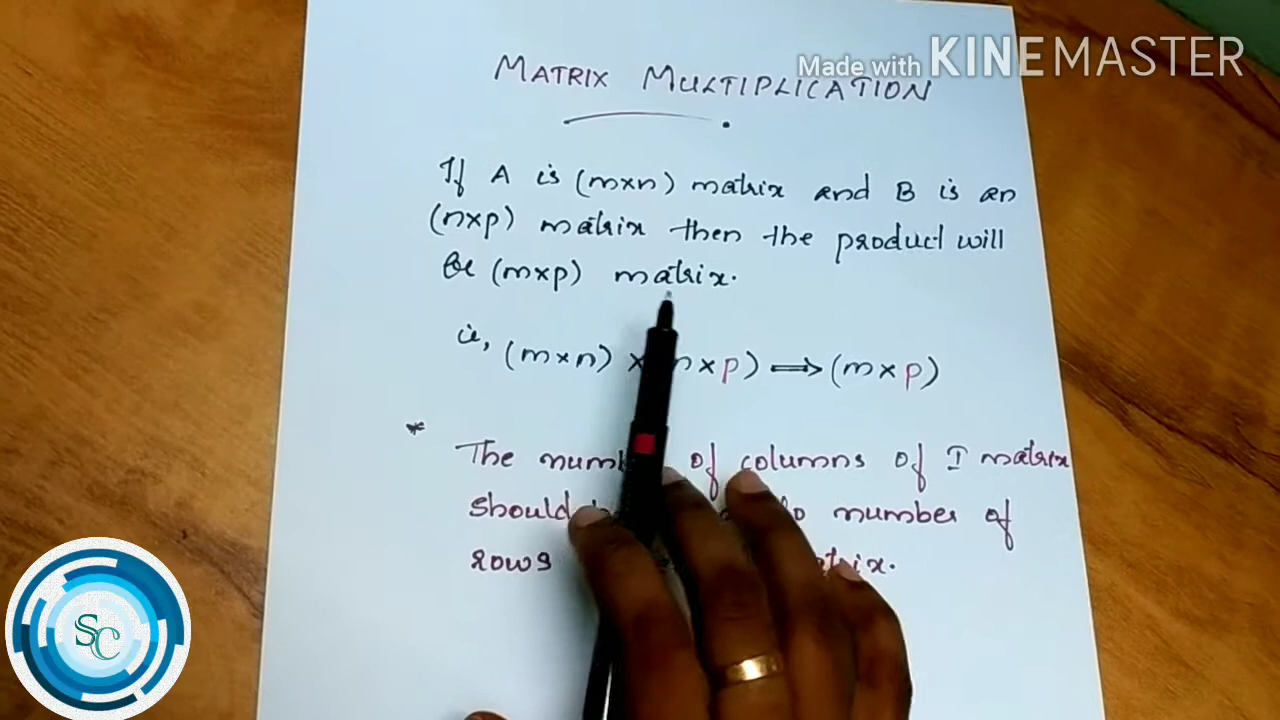 Made with KINEMASTER
MATRIX MULTIPLICATION
If A is (m×n) matrix and B is an
(n×p) matrix then the product will
be (m×p) matrix.
ie, (m×n) × n×p) ⟹ (m×p)
* The of columns of I matrix
should number of
rows
SC